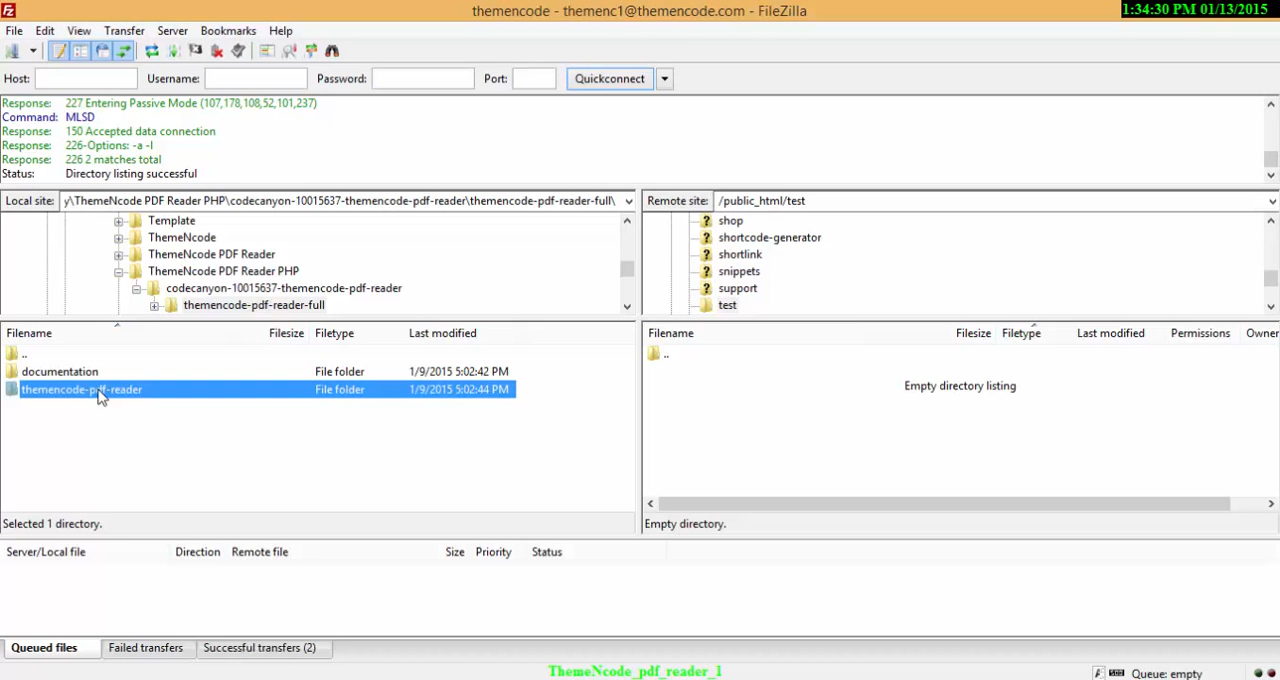 themencode - themenc1@themencode.com - FileZilla
1:34:30 PM 01/13/2015
File Edit View Transfer Server Bookmarks Help
Host: Username: Password: Port: Quickconnect
Response: 227 Entering Passive Mode (107,178,108,52,101,237)
Command: MLSD
Response: 150 Accepted data connection
Response: 226-Options: -a -l
Response: 226 2 matches total
Status: Directory listing successful
Local site: y\ThemeNcode PDF Reader PHP\codecanyon-10015637-themencode-pdf-reader\themencode-pdf-reader-full\
Template
ThemeNcode
ThemeNcode PDF Reader
ThemeNcode PDF Reader PHP
codecanyon-10015637-themencode-pdf-reader
themencode-pdf-reader-full
Remote site: /public_html/test
shop
shortcode-generator
shortlink
snippets
support
test
Filename Filesize Filetype Last modified
..
documentation File folder 1/9/2015 5:02:42 PM
themencode-pdf-reader File folder 1/9/2015 5:02:44 PM
Selected 1 directory.
Filename Filesize Filetype Last modified Permissions Owner
..
Empty directory listing
Empty directory.
Server/Local file Direction Remote file Size Priority Status
Queued files Failed transfers Successful transfers (2)
ThemeNcode_pdf_reader_1
Queue: empty